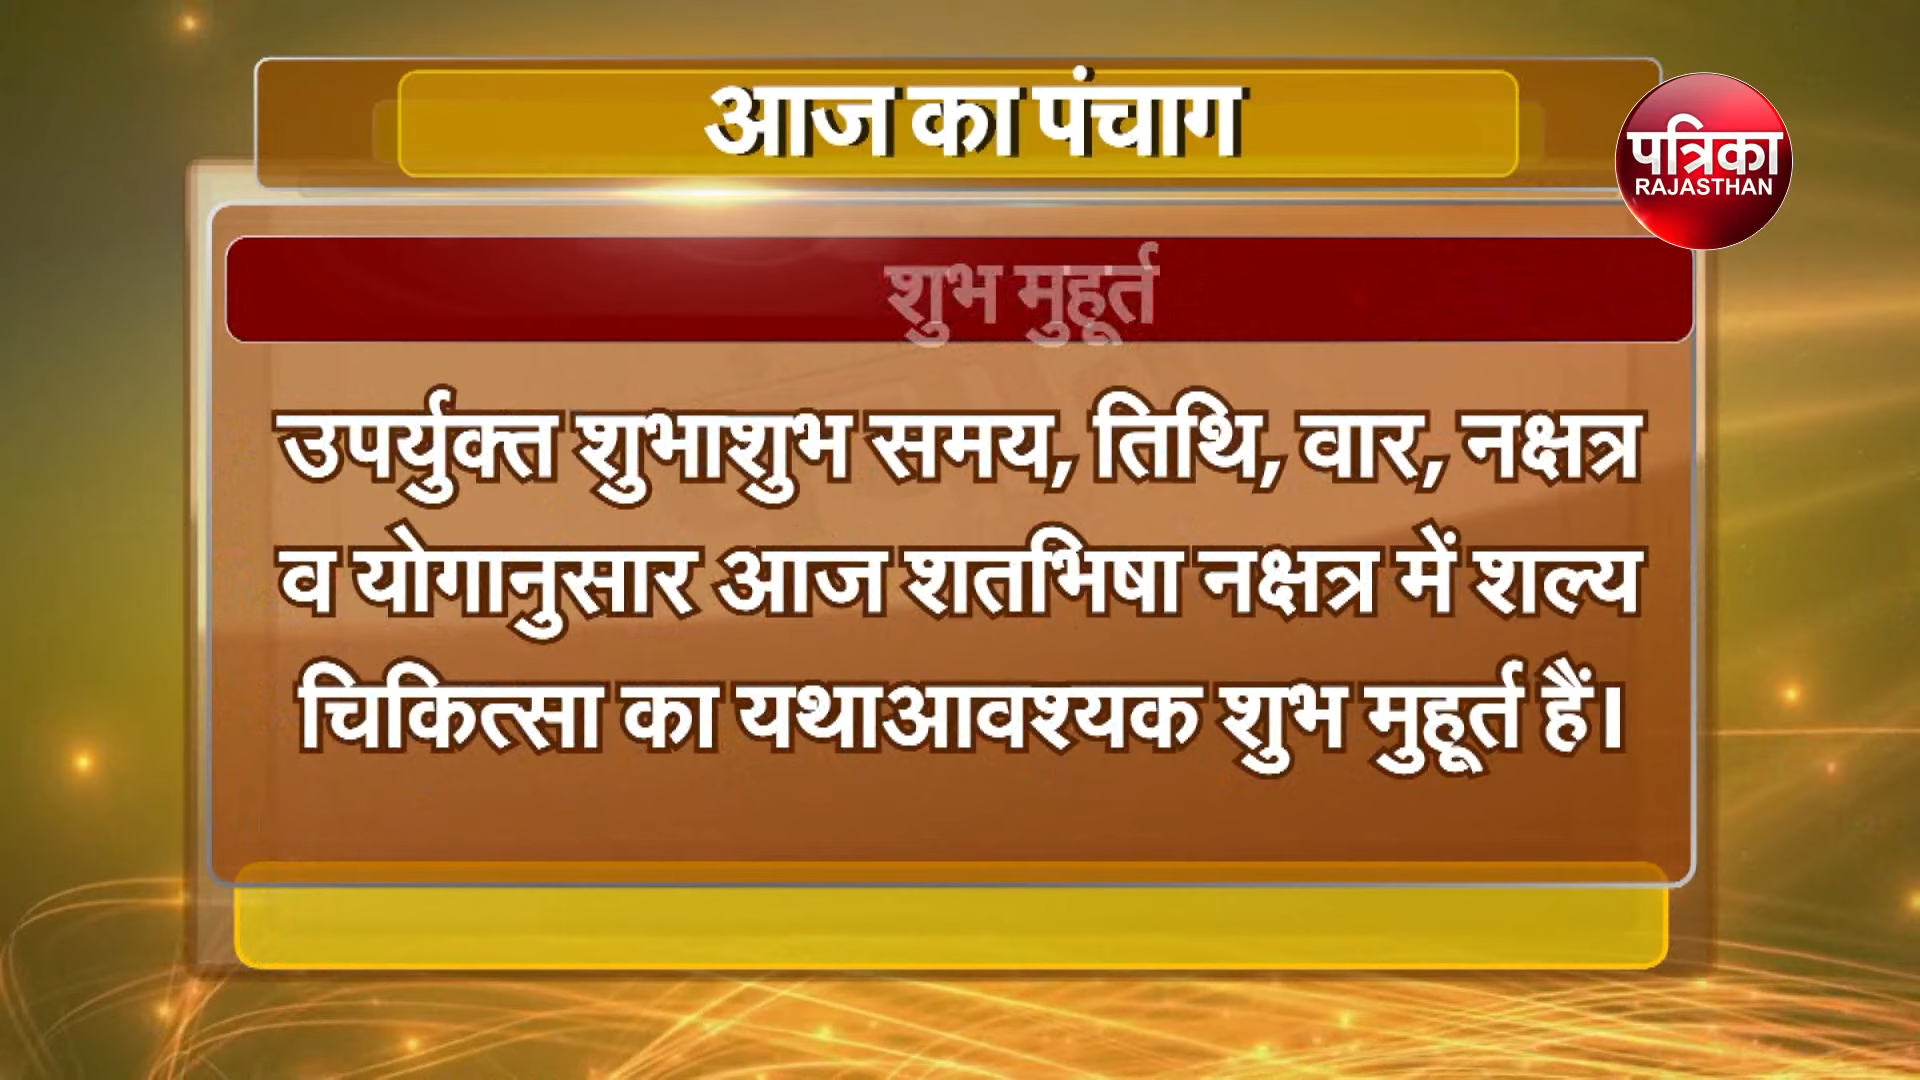 आज का पंचाग
पत्रिका
RAJASTHAN
शुभ मुहूर्त
उपर्युक्त शुभाशुभ समय, तिथि, वार, नक्षत्र
व योगानुसार आज शतभिषा नक्षत्र में शल्य
चिकित्सा का यथाआवश्यक शुभ मुहूर्त हैं।